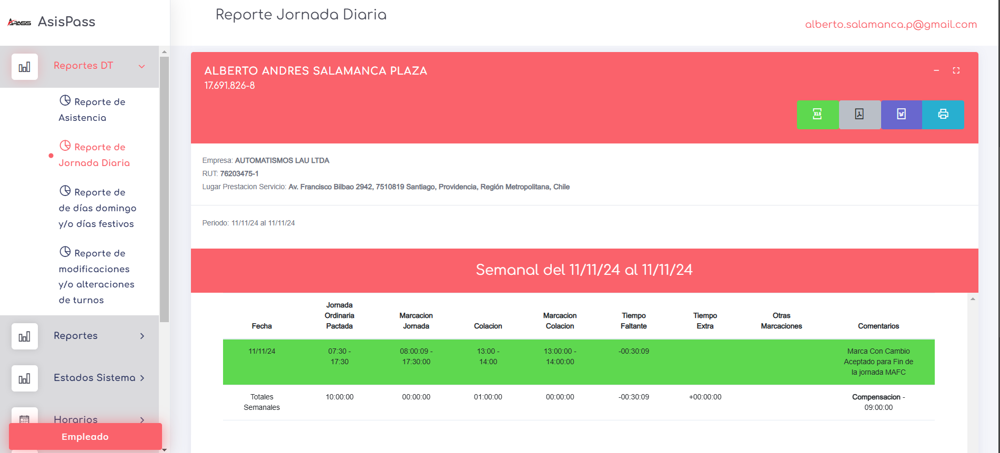 APASS AsisPass
Reporte Jornada Diaria
alberto.salamanca.p@gmail.com
Reportes DT
Reporte de
Asistencia
Reporte de
Jornada Diaria
Reporte de
de días domingo
y/o días festivos
Reporte de
modificaciones
y/o alteraciones
de turnos
Reportes
Estados Sistema
Horarios
Empleado
ALBERTO ANDRES SALAMANCA PLAZA
17.691.826-8
XLS
Empresa: AUTOMATISMOS LAU LTDA
RUT: 76203475-1
Lugar Prestacion Servicio: Av. Francisco Bilbao 2942, 7510819 Santiago, Providencia, Región Metropolitana, Chile
Periodo: 11/11/24 al 11/11/24
Semanal del 11/11/24 al 11/11/24
Fecha
Jornada
Ordinaria
Pactada
Marcacion
Jornada
Colacion
Marcacion
Colacion
Tiempo
Faltante
Tiempo
Extra
Otras
Marcaciones
Comentarios
11/11/24
07:30 -
17:30
08:00:09 -
17:30:00
13:00 -
14:00
13:00:00 -
14:00:00
-00:30:09
Marca Con Cambio
Aceptado para Fin de
la jornada MAFC
Totales
Semanales
10:00:00
00:00:00
01:00:00
00:00:00
-00:30:09
+00:00:00
Compensacion -
09:00:00